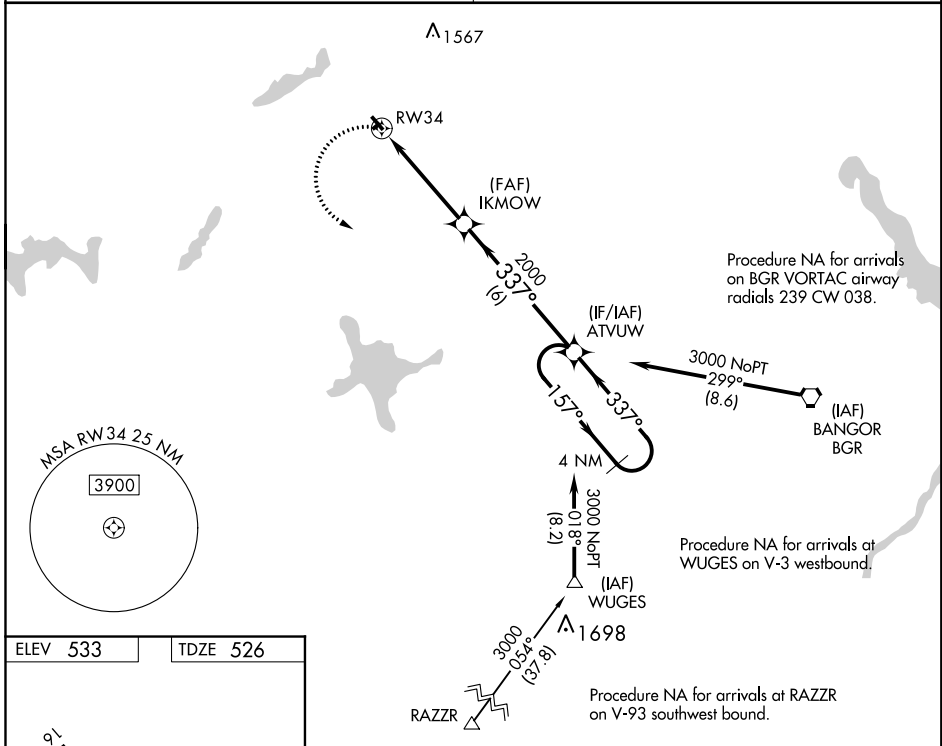 1567
RW34
(FAF)
IKMOW
2000
337°
(6)
Procedure NA for arrivals
on BGR VORTAC airway
radials 239 CW 038.
(IF/IAF)
ATVUW
3000 NoPT
299°
(8.6)
(IAF)
BANGOR
BGR
157°
337°
4 NM
MSA RW34 25 NM
3900
3000 NoPT
018°
(8.2)
Procedure NA for arrivals at
WUGES on V-3 westbound.
(IAF)
WUGES
1698
3000
054°
(37.8)
RAZZR
Procedure NA for arrivals at RAZZR
on V-93 southwest bound.
ELEV 533
TDZE 526
16